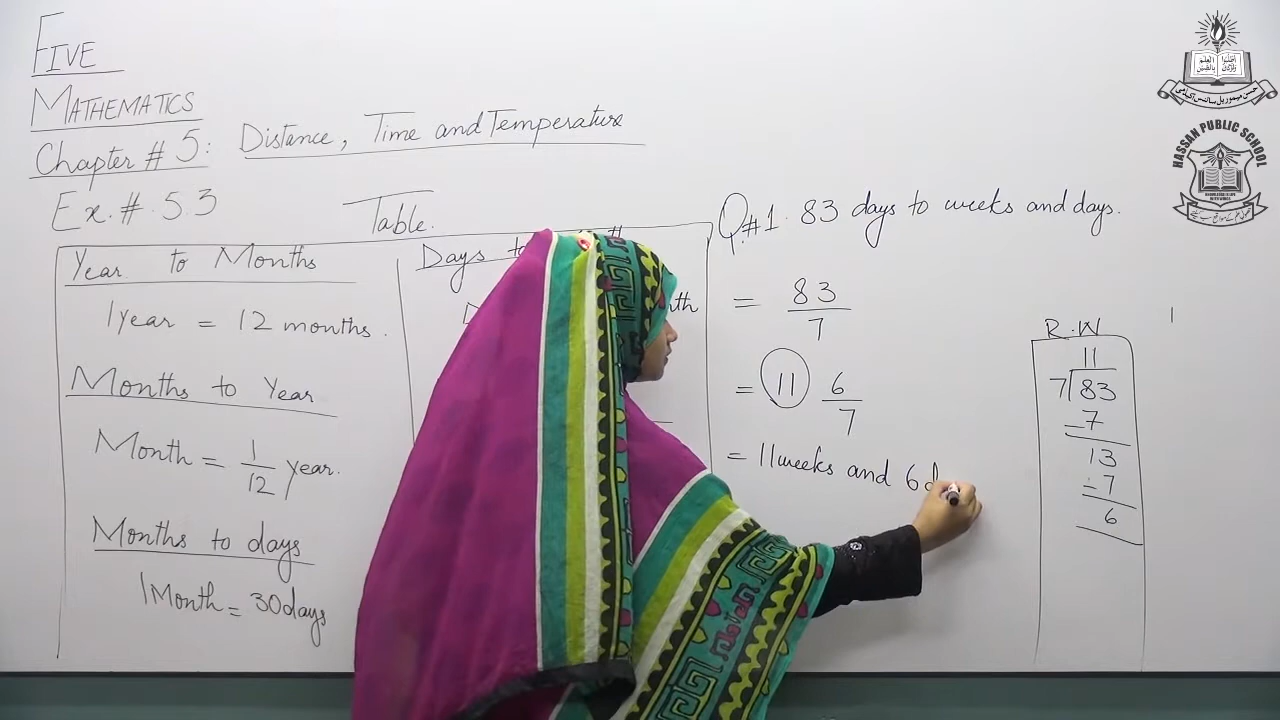 FIVE
MATHEMATICS
Chapter # 5: Distance, Time and Temperature
Ex. #. 5.3
Table.
Year to Months
1 year = 12 months.
Months to Year
Month = 1/12 year.
Months to days
1 Month = 30 days
Days to
Q#1. 83 days to weeks and days.
= 83/7
= 11 6/7
= 11 weeks and 6 d
R.W
11
7 83
-7
13
-7
6
HASSAN PUBLIC SCHOOL